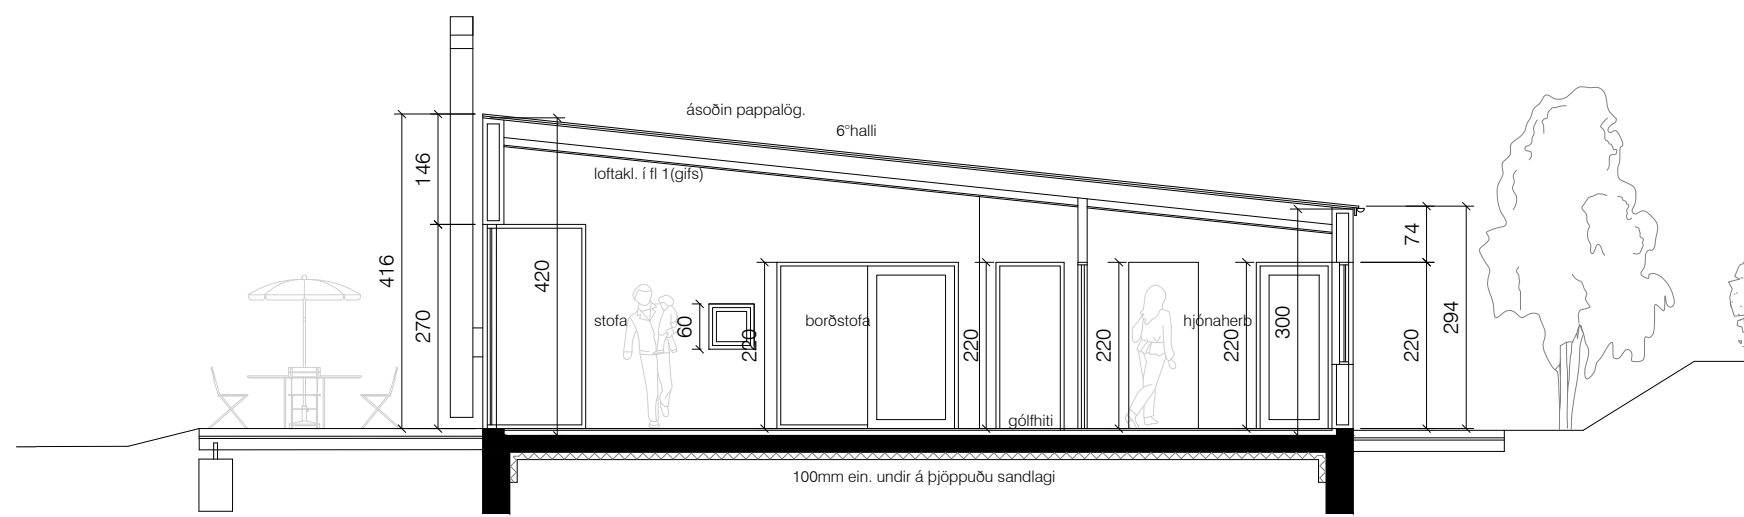 ásoðin pappalög.
6°halli
loftakl. í fl 1(gifs)
146
416
270
420
stofa
60
220
borðstofa
220
220
hjónaherb
220
300
74
220
294
gólfhiti
100mm ein. undir á þjöppuðu sandlagi